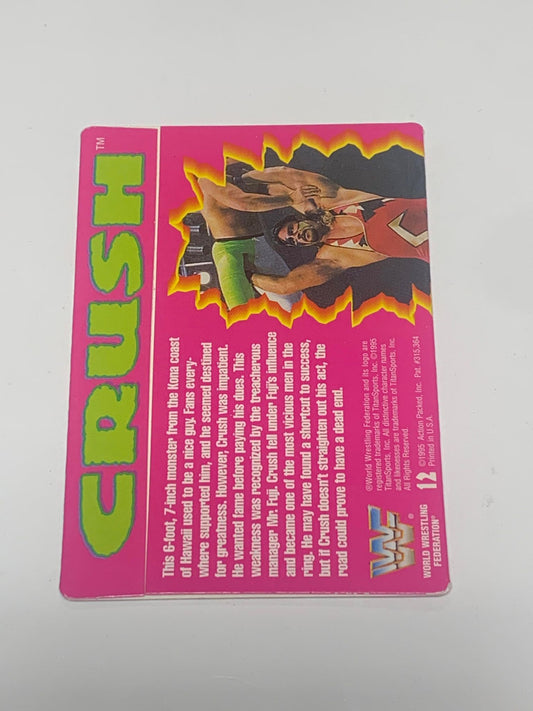 CRUSH™
This 6-foot, 7-inch monster from the Kona coast
of Hawaii used to be a nice guy. Fans every-
where supported him, and he seemed destined
for greatness. However, Crush was impatient.
He wanted fame before paying his dues. This
weakness was recognized by the treacherous
manager Mr. Fuji. Crush fell under Fuji's influence
and became one of the most vicious men in the
ring. He may have found a shortcut to success,
but if Crush doesn't straighten out his act, the
road could prove to have a dead end.
WF®
WORLD WRESTLING
FEDERATION®
®World Wrestling Federation and its logo are
registered trademarks of TitanSports, Inc. ©1995
TitanSports, Inc. All distinctive character names
and likenesses are trademarks of TitanSports, Inc.
All Rights Reserved.
12 ©1995 Action Packed, Inc. Pat. #315,364
Printed in U.S.A.